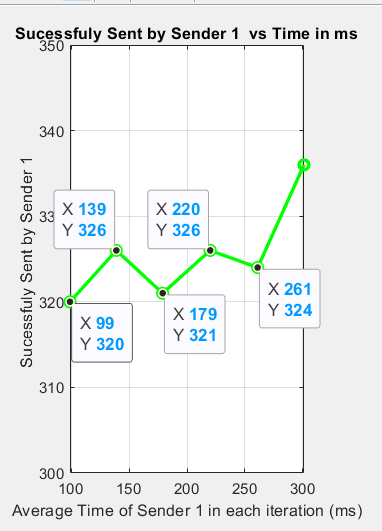 Sucessfuly Sent by Sender 1  vs Time in ms
Sucessfuly Sent by Sender 1
350
340
33
320
310
300
X 139
Y 326
X 220
Y 326
X 99
Y 320
X 179
Y 321
X 261
Y 324
100
150
200
250
300
Average Time of Sender 1 in each iteration (ms)